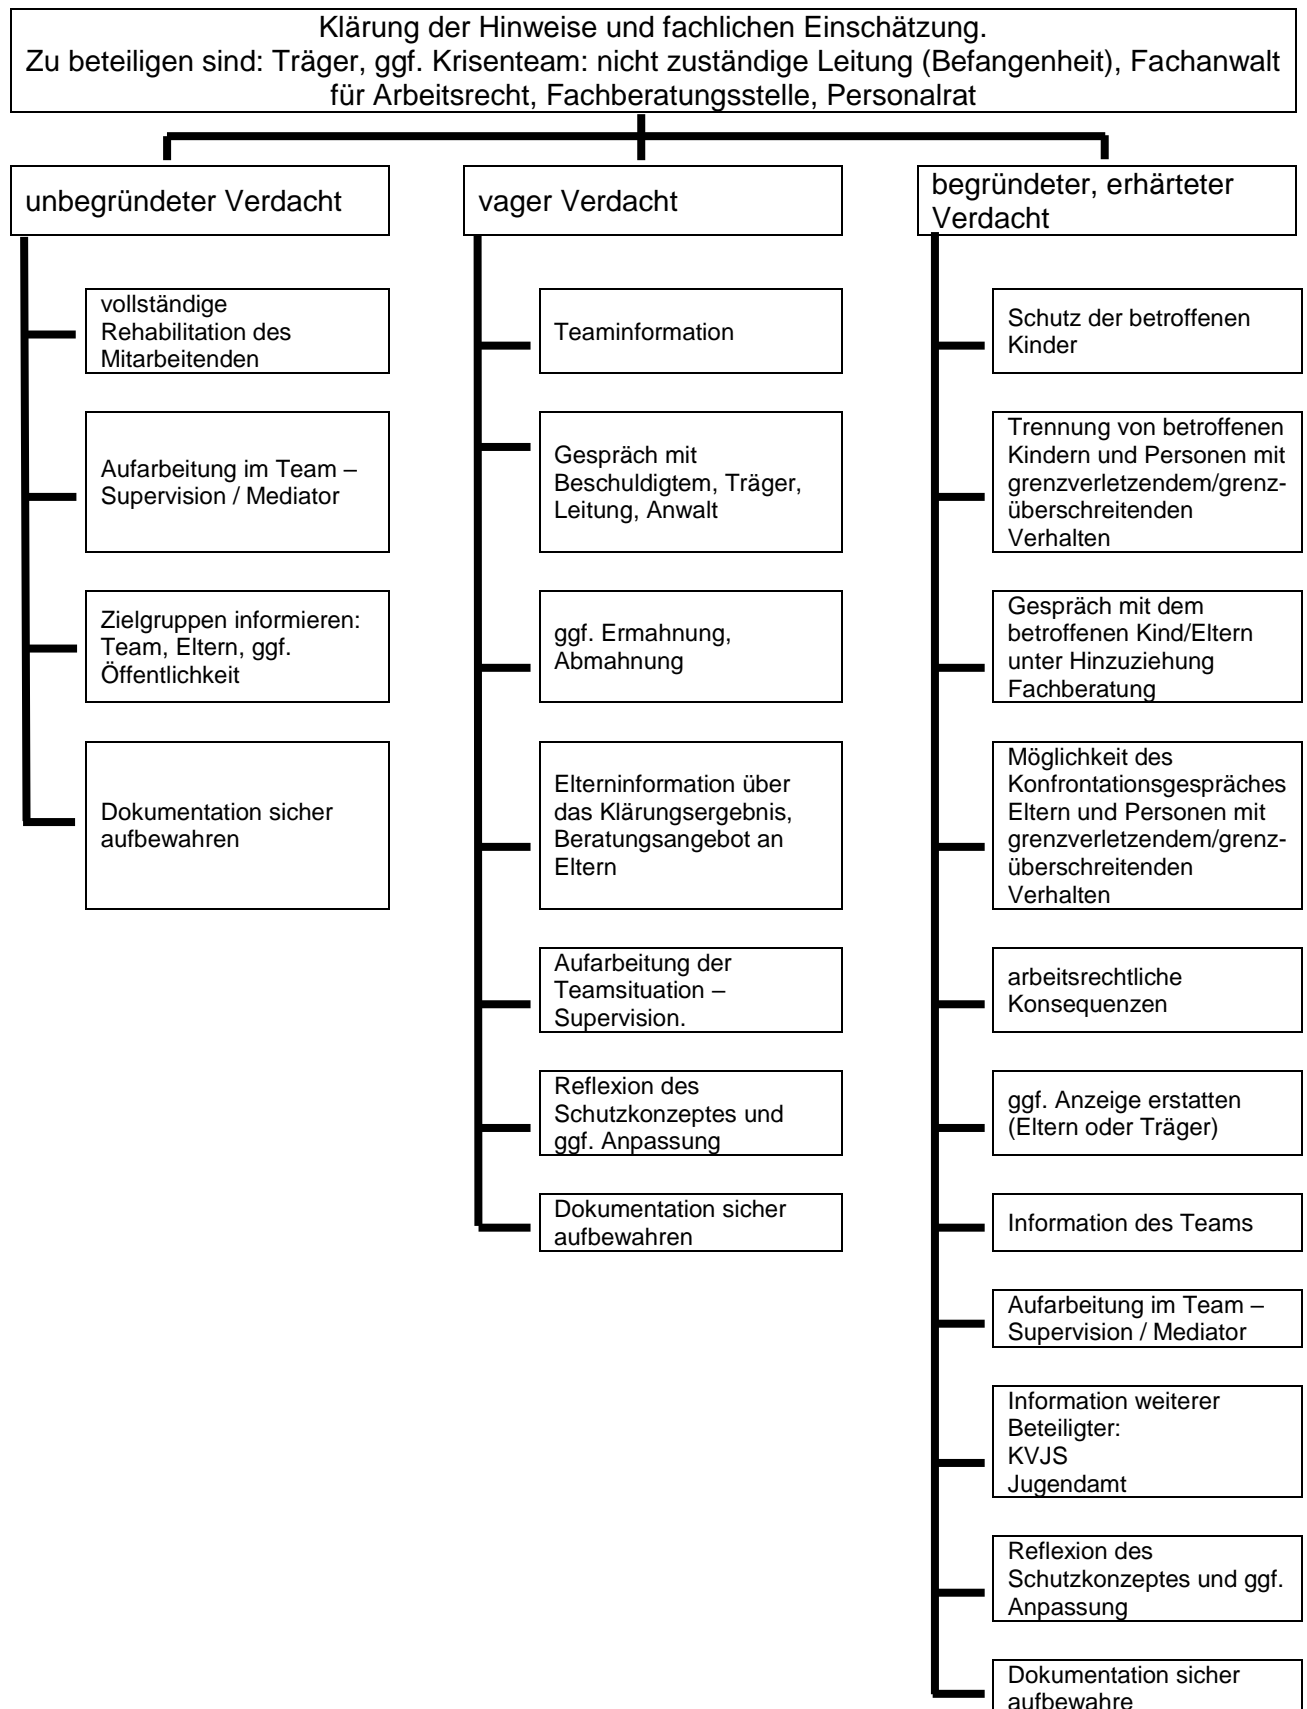 Klärung der Hinweise und fachlichen Einschätzung.
Zu beteiligen sind: Träger, ggf. Krisenteam: nicht zuständige Leitung (Befangenheit), Fachanwalt
für Arbeitsrecht, Fachberatungsstelle, Personalrat
unbegründeter Verdacht
vollständige
Rehabilitation des
Mitarbeitenden
Aufarbeitung im Team –
Supervision / Mediator
Zielgruppen informieren:
Team, Eltern, ggf.
Öffentlichkeit
Dokumentation sicher
aufbewahren
vager Verdacht
Teaminformation
Gespräch mit
Beschuldigtem, Träger,
Leitung, Anwalt
ggf. Ermahnung,
Abmahnung
Elterninformation über
das Klärungsergebnis,
Beratungsangebot an
Eltern
Aufarbeitung der
Teamsituation –
Supervision.
Reflexion des
Schutzkonzeptes und
ggf. Anpassung
Dokumentation sicher
aufbewahren
begründeter, erhärteter
Verdacht
Schutz der betroffenen
Kinder
Trennung von betroffenen
Kindern und Personen mit
grenzverletzendem/grenz-
überschreitenden
Verhalten
Gespräch mit dem
betroffenen Kind/Eltern
unter Hinzuziehung
Fachberatung
Möglichkeit des
Konfrontationsgespräches
Eltern und Personen mit
grenzverletzendem/grenz-
überschreitenden
Verhalten
arbeitsrechtliche
Konsequenzen
ggf. Anzeige erstatten
(Eltern oder Träger)
Information des Teams
Aufarbeitung im Team –
Supervision / Mediator
Information weiterer
Beteiligter:
KVJS
Jugendamt
Reflexion des
Schutzkonzeptes und ggf.
Anpassung
Dokumentation sicher
aufbewahre